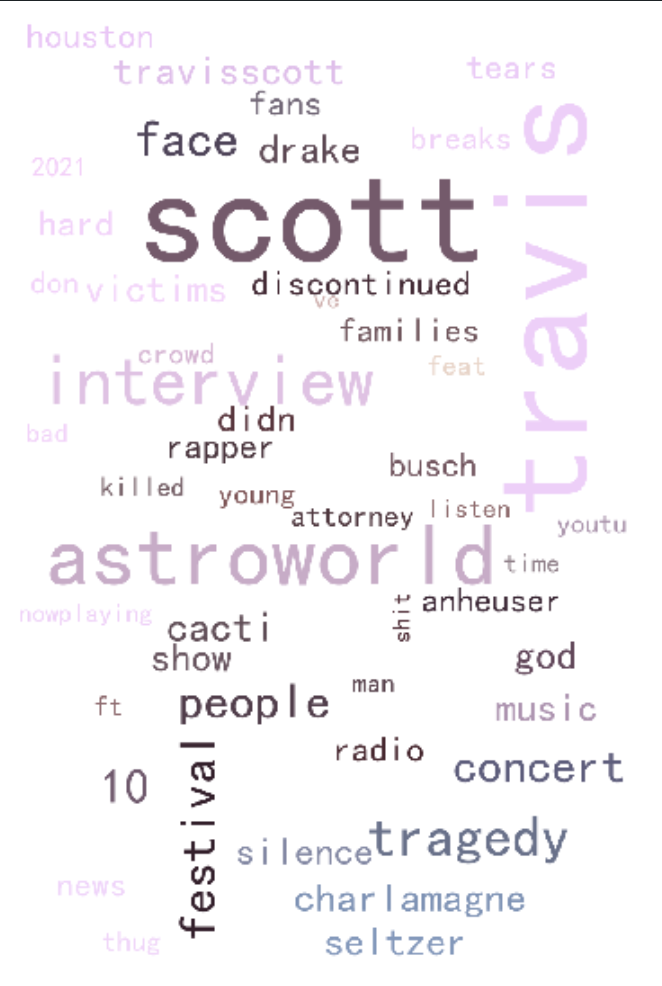 houston
travisscott
tears
fans
face
drake
breaks
travis
2021
scott
hard
don
victims
discontinued
ve
families
crowd
interview
feat
didn
bad
rapper
busch
killed
young
attorney
listen
youtu
astroworld
time
nowplaying
cacti
shit
anheuser
show
god
people
man
ft
music
radio
10
festival
concert
silence
tragedy
news
charlamagne
thug
seltzer